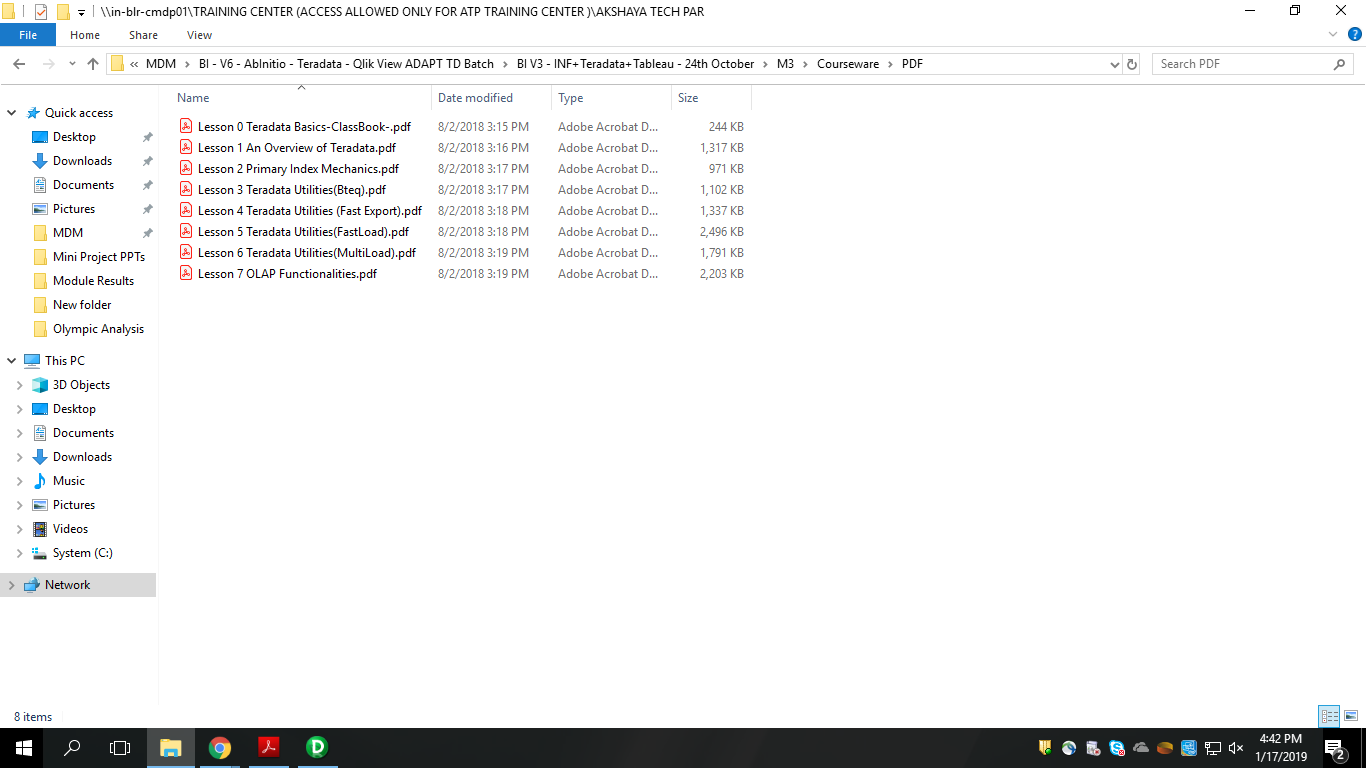 \\in-blr-cmdp01\TRAINING CENTER (ACCESS ALLOWED ONLY FOR ATP TRAINING CENTER )\AKSHAYA TECH PAR
File Home Share View
« MDM > BI - V6 - AbInitio - Teradata - Qlik View ADAPT TD Batch > BI V3 - INF+Teradata+Tableau - 24th October > M3 > Courseware > PDF
Search PDF
Name Date modified Type Size
Quick access
Desktop
Downloads
Documents
Pictures
MDM
Mini Project PPTs
Module Results
New folder
Olympic Analysis
This PC
3D Objects
Desktop
Documents
Downloads
Music
Pictures
Videos
System (C:)
Network
Lesson 0 Teradata Basics-ClassBook-.pdf 8/2/2018 3:15 PM Adobe Acrobat D... 244 KB
Lesson 1 An Overview of Teradata.pdf 8/2/2018 3:16 PM Adobe Acrobat D... 1,317 KB
Lesson 2 Primary Index Mechanics.pdf 8/2/2018 3:17 PM Adobe Acrobat D... 971 KB
Lesson 3 Teradata Utilities(Bteq).pdf 8/2/2018 3:17 PM Adobe Acrobat D... 1,102 KB
Lesson 4 Teradata Utilities (Fast Export).pdf 8/2/2018 3:18 PM Adobe Acrobat D... 1,337 KB
Lesson 5 Teradata Utilities(FastLoad).pdf 8/2/2018 3:18 PM Adobe Acrobat D... 2,496 KB
Lesson 6 Teradata Utilities(MultiLoad).pdf 8/2/2018 3:19 PM Adobe Acrobat D... 1,791 KB
Lesson 7 OLAP Functionalities.pdf 8/2/2018 3:19 PM Adobe Acrobat D... 2,203 KB
8 items
4:42 PM
1/17/2019
2